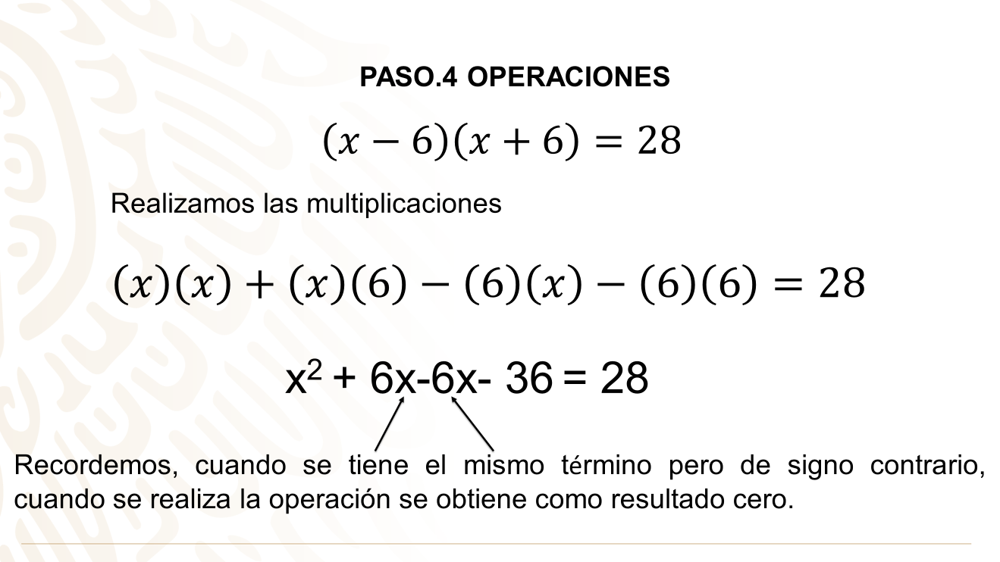 PASO.4 OPERACIONES
(𝑥 − 6)(𝑥 + 6) = 28
Realizamos las multiplicaciones
(𝑥)(𝑥) + (𝑥)(6) − (6)(𝑥) − (6)(6) = 28
x² + 6x-6x- 36 = 28
Recordemos, cuando se tiene el mismo término pero de signo contrario,
cuando se realiza la operación se obtiene como resultado cero.